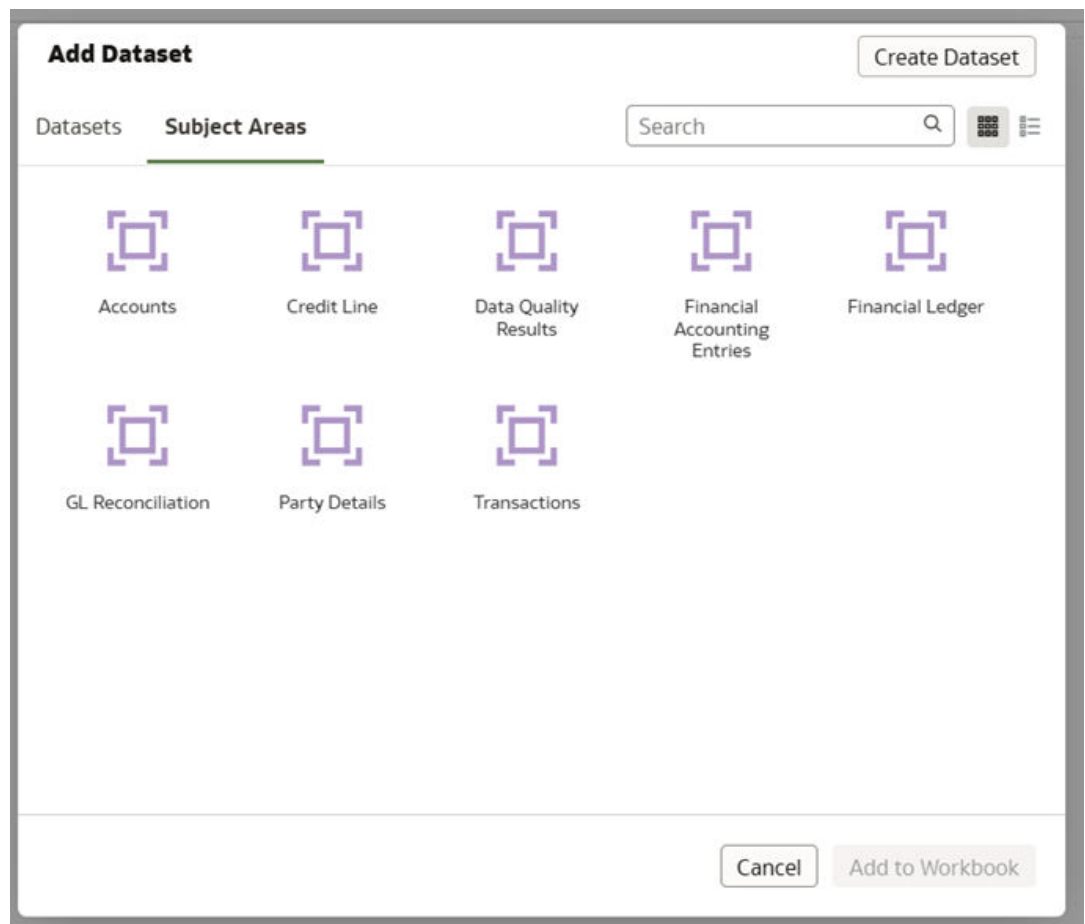 Add Dataset
Create Dataset
Datasets
Subject Areas
Search
Accounts
Credit Line
Data Quality
Results
Financial
Accounting
Entries
Financial Ledger
GL Reconciliation
Party Details
Transactions
Cancel
Add to Workbook